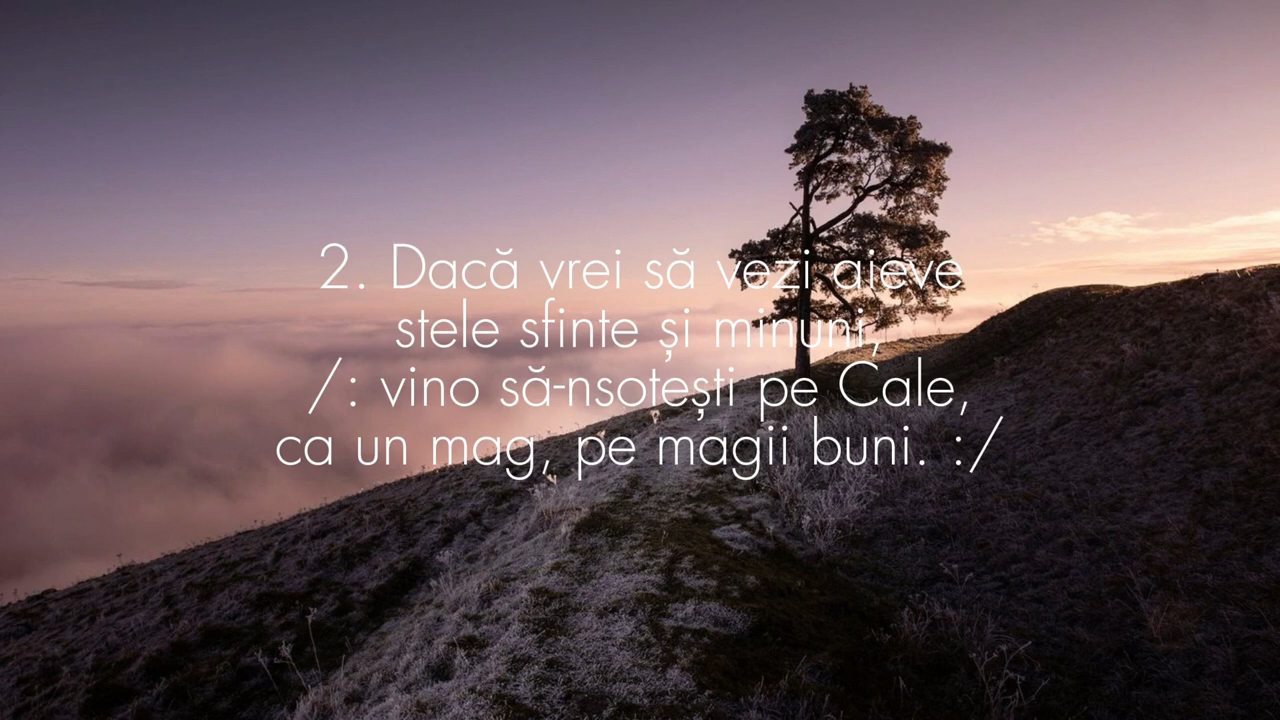 2. Dacă vrei să vezi aieve
stele sfinte și minuni,
/: vino să-nsotești pe Cale,
ca un mag, pe magii buni. :/